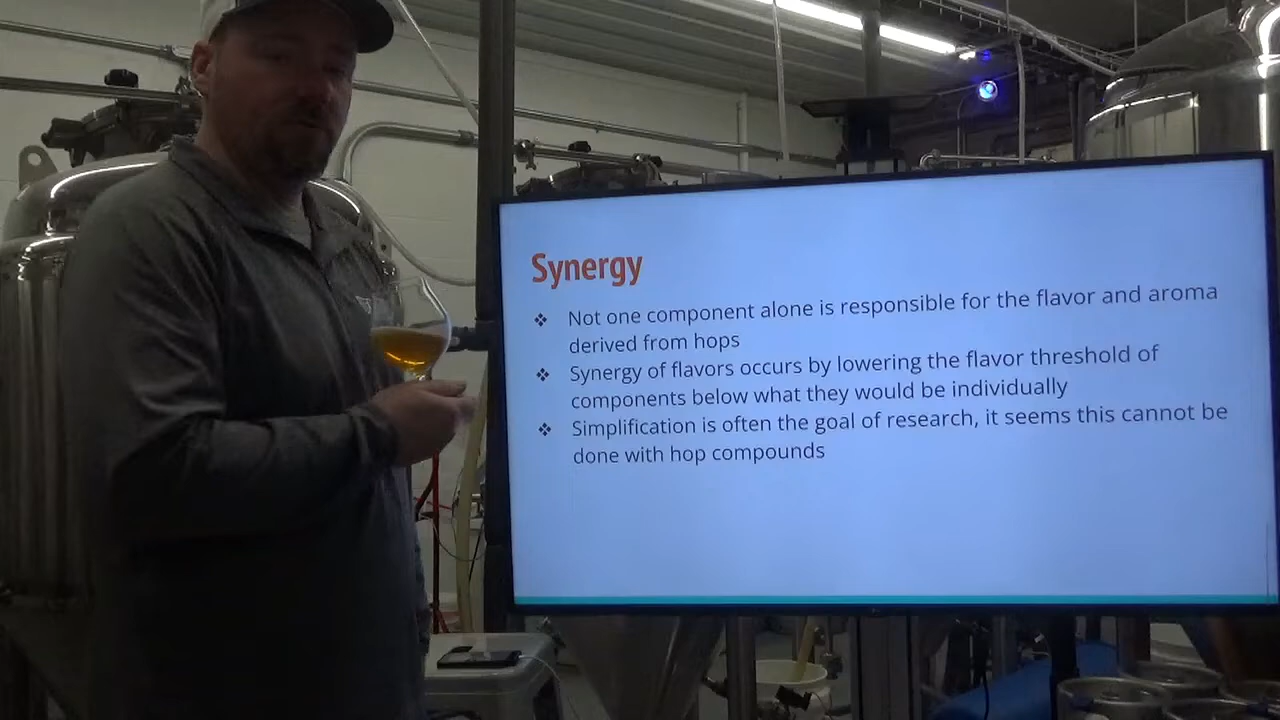 Synergy
❖ Not one component alone is responsible for the flavor and aroma
derived from hops
❖ Synergy of flavors occurs by lowering the flavor threshold of
components below what they would be individually
❖ Simplification is often the goal of research, it seems this cannot be
done with hop compounds